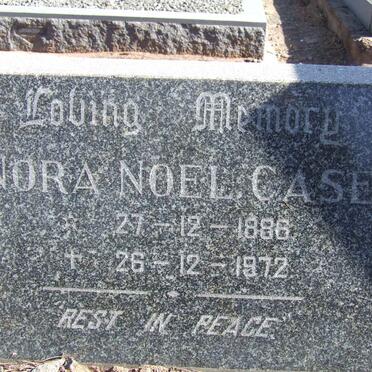 Loving Memory
NORA NOEL CASE
* 27-12-1886
+ 26-12-1972
REST IN PEACE